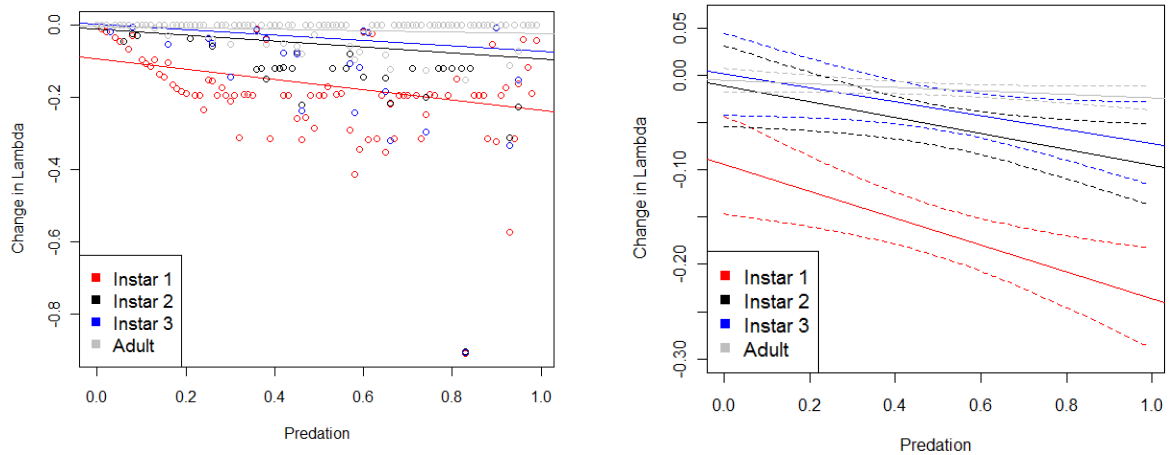 0.0
-0.2
-0.4
-0.6
-0.8
Change in Lambda
Instar 1
Instar 2
Instar 3
Adult
0.0 0.2 0.4 0.6 0.8 1.0
Predation
0.05
0.00
-0.10
-0.20
-0.30
Change in Lambda
Instar 1
Instar 2
Instar 3
Adult
0.0 0.2 0.4 0.6 0.8 1.0
Predation